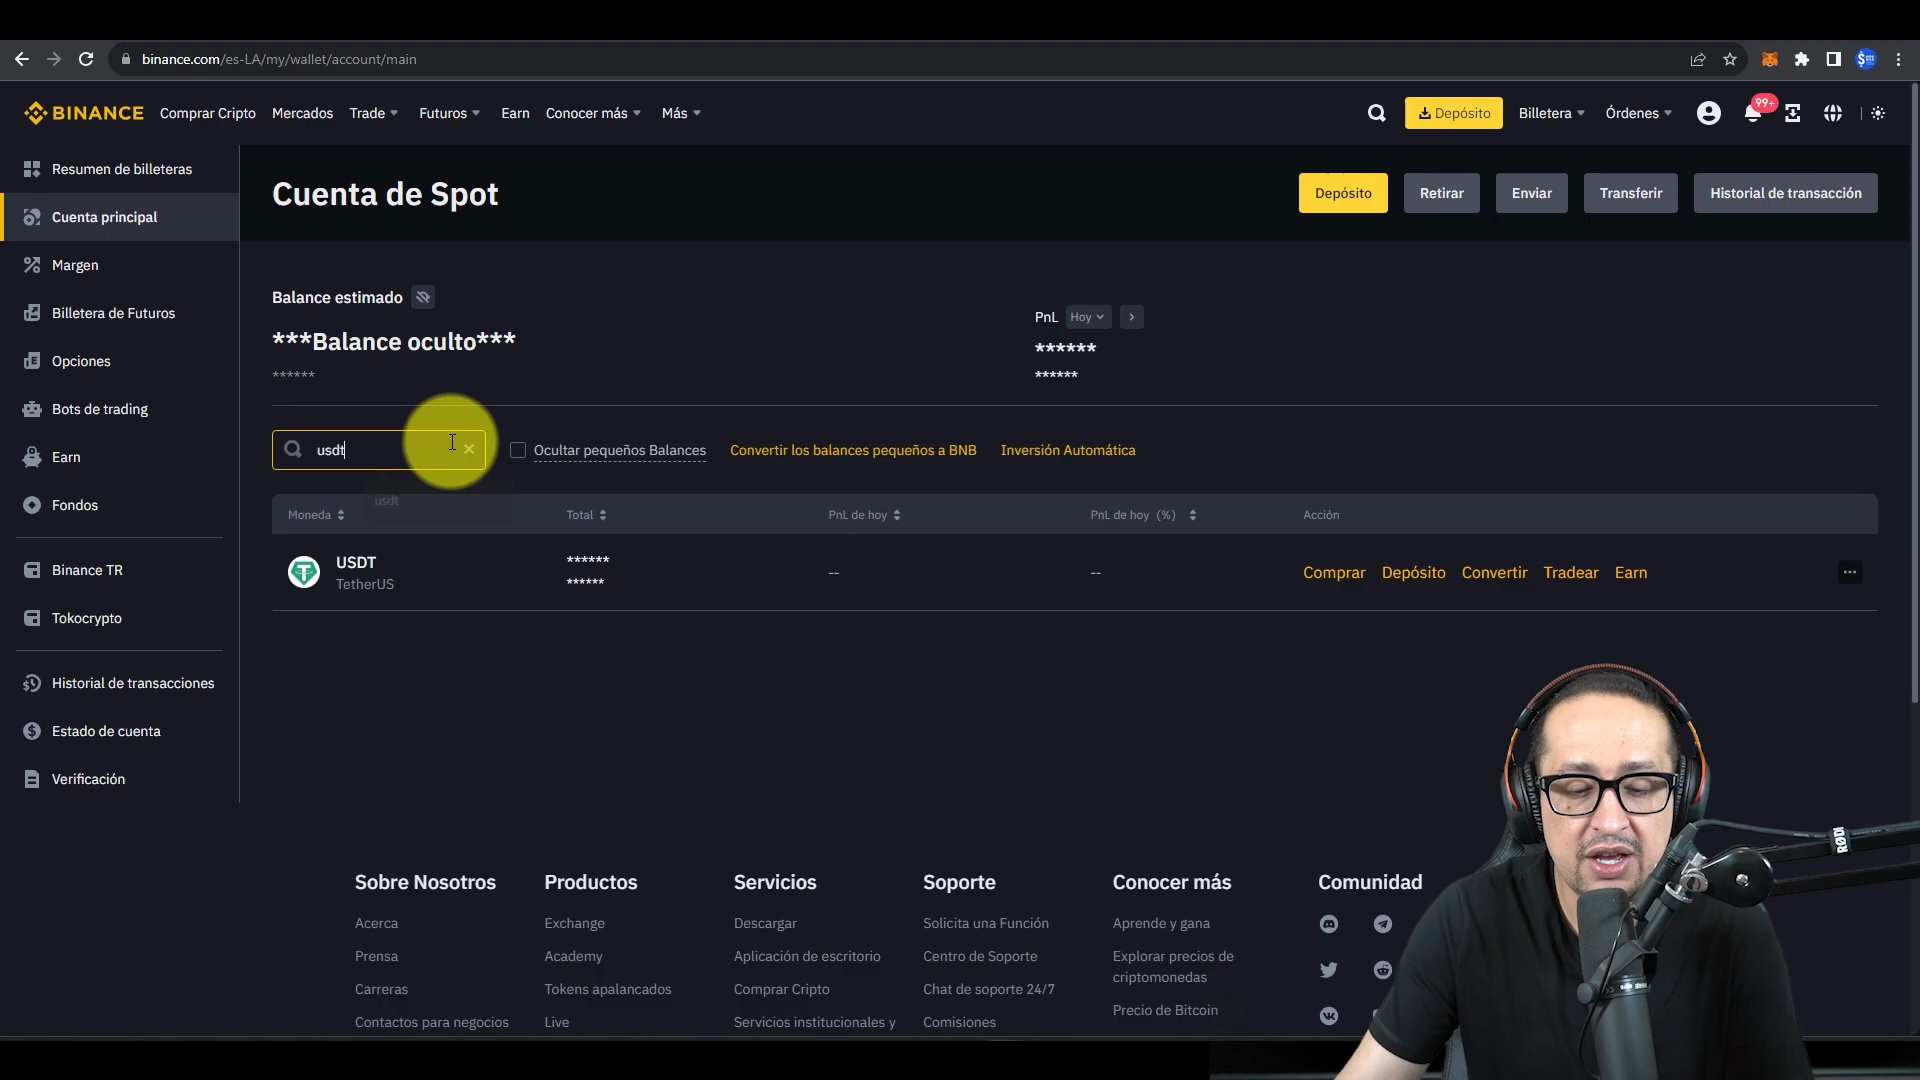 binance.com/es-LA/my/wallet/account/main
BINANCE Comprar Cripto Mercados Trade Futuros Earn Conocer más Más Depósito Billetera Órdenes 99+
Resumen de billeteras
Cuenta principal
Margen
Billetera de Futuros
Opciones
Bots de trading
Earn
Fondos
Binance TR
Tokocrypto
Historial de transacciones
Estado de cuenta
Verificación
Cuenta de Spot
Depósito Retirar Enviar Transferir Historial de transacción
Balance estimado
***Balance oculto***
******
PnL Hoy
******
******
usdt
Ocultar pequeños Balances Convertir los balances pequeños a BNB Inversión Automática
usdt
Moneda Total PnL de hoy PnL de hoy (%) Acción
USDT ******
TetherUS ******
-- -- Comprar Depósito Convertir Tradear Earn
Sobre Nosotros
Acerca
Prensa
Carreras
Contactos para negocios
Productos
Exchange
Academy
Tokens apalancados
Live
Servicios
Descargar
Aplicación de escritorio
Comprar Cripto
Servicios institucionales y
Soporte
Solicita una Función
Centro de Soporte
Chat de soporte 24/7
Comisiones
Conocer más
Aprende y gana
Explorar precios de
criptomonedas
Precio de Bitcoin
Comunidad